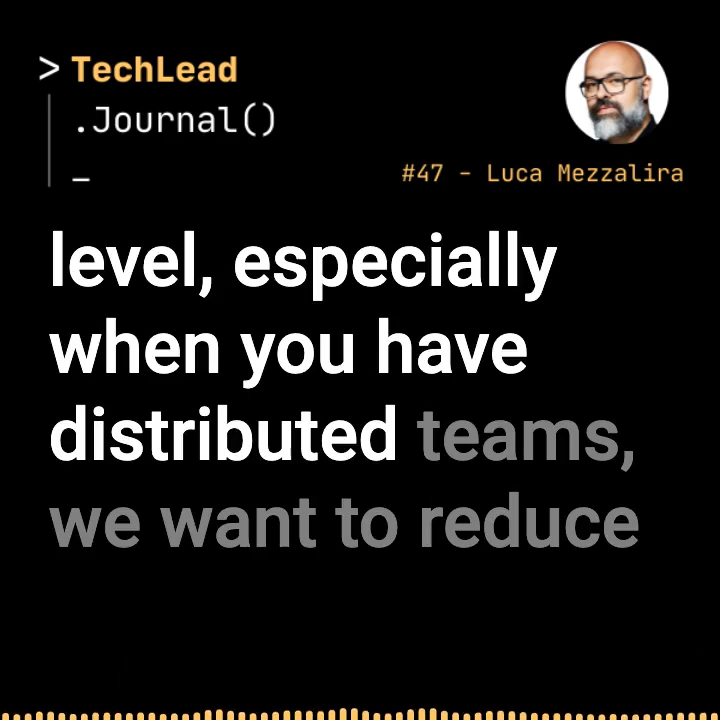 > TechLead
.Journal()
_
#47 - Luca Mezzalira
level, especially
when you have
distributed teams,
we want to reduce